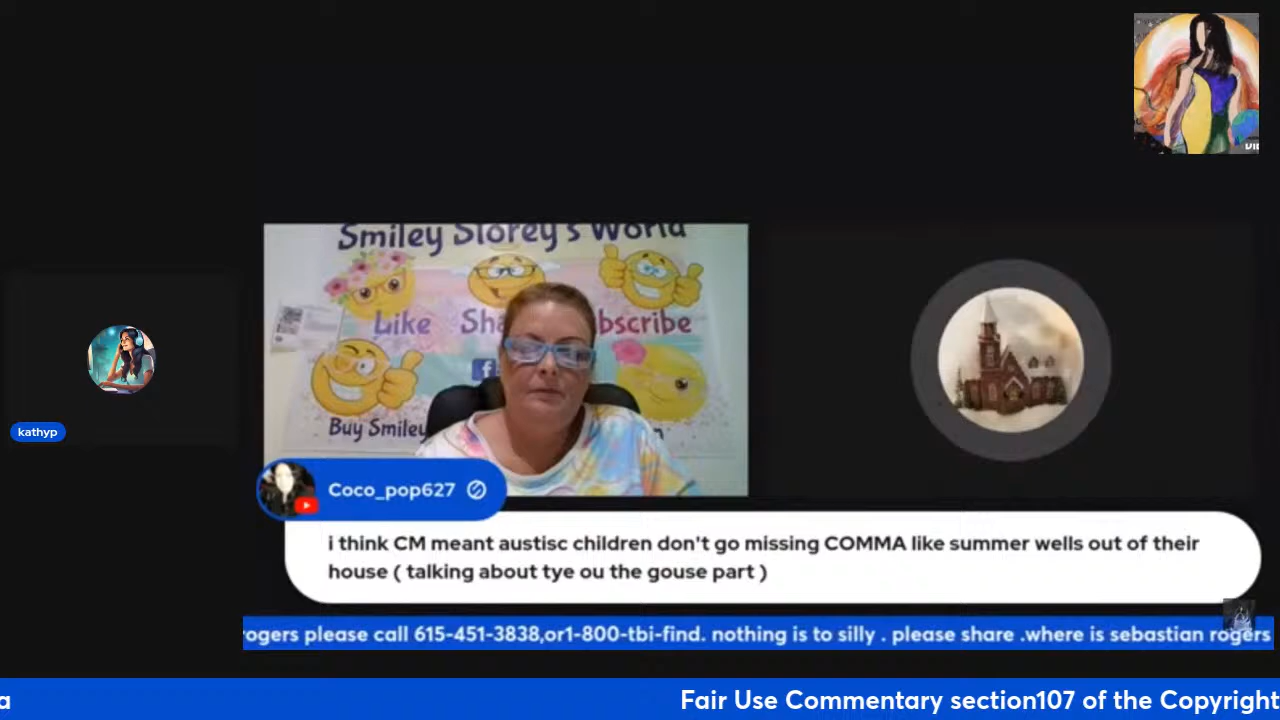 Smiley Storey's World
Like Sha bscribe
Buy Smiley
kathyp
Coco_pop627
i think CM meant autisc children don't go missing COMMA like summer wells out of their
house ( talking about tye ou the gouse part )
ogers please call 615-451-3838,or1-800-tbi-find. nothing is to silly . please share .where is sebastian rogers
a
Fair Use Commentary section107 of the Copyright